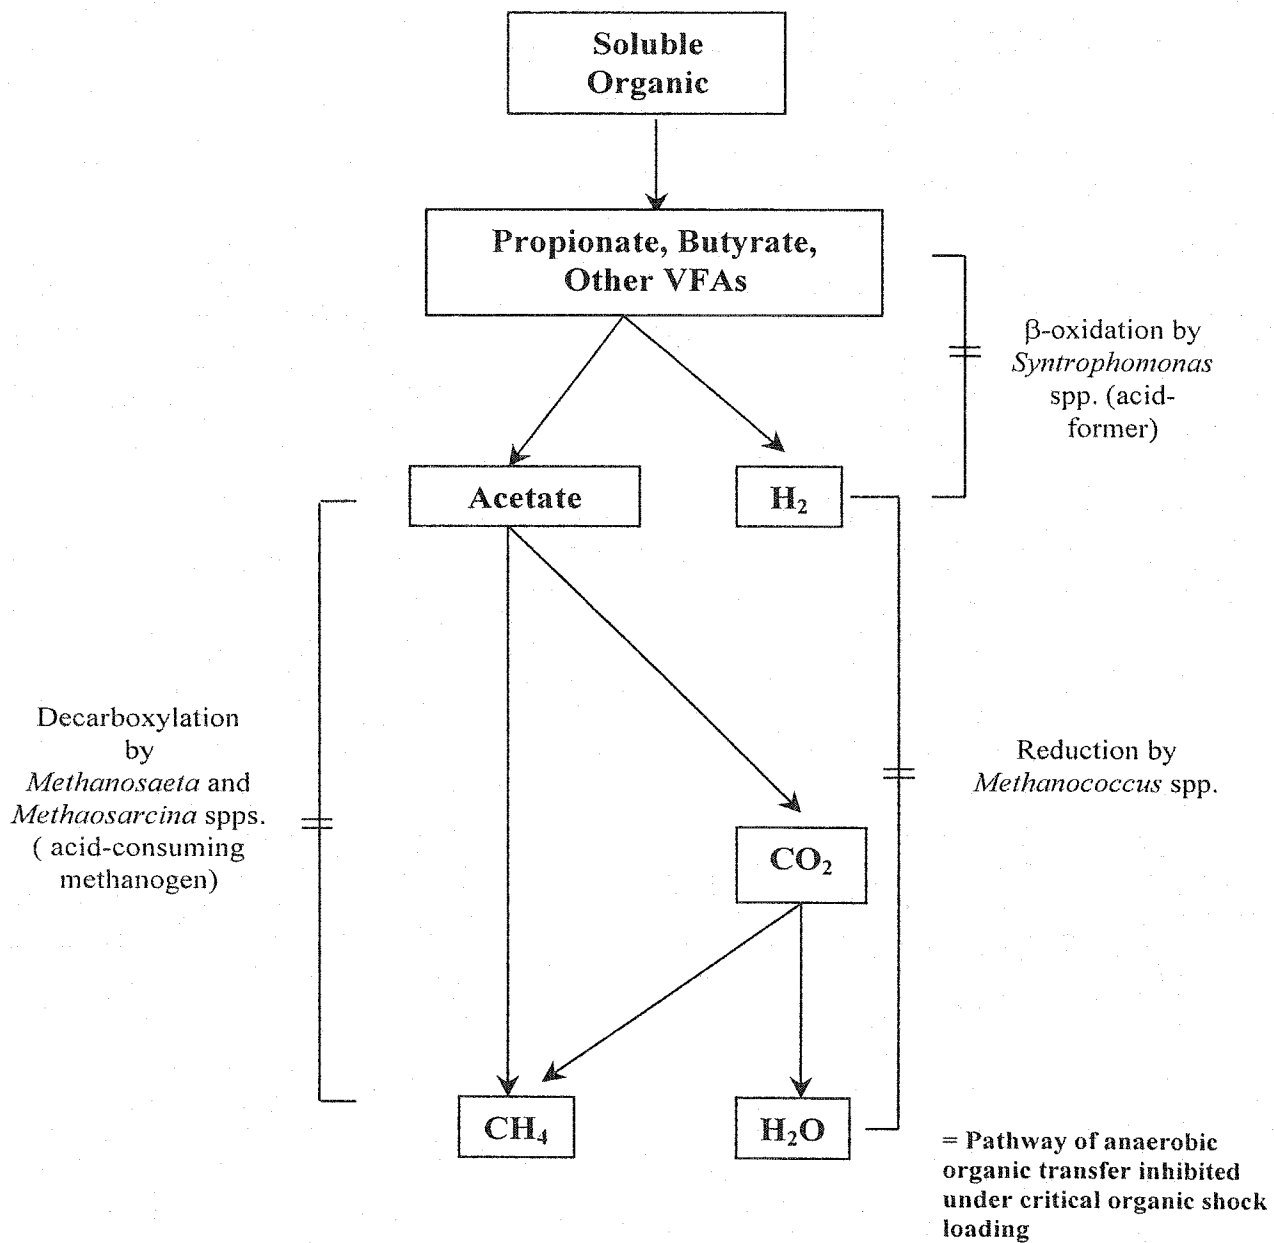 Soluble
Organic
Propionate, Butyrate,
Other VFAs
β-oxidation by
Syntrophomonas
spp. (acid-
former)
Acetate
H₂
Decarboxylation
by
Methanosaeta and
Methaosarcina spps.
( acid-consuming
methanogen)
Reduction by
Methanococcus spp.
CO₂
CH₄
H₂O
= Pathway of anaerobic
organic transfer inhibited
under critical organic shock
loading